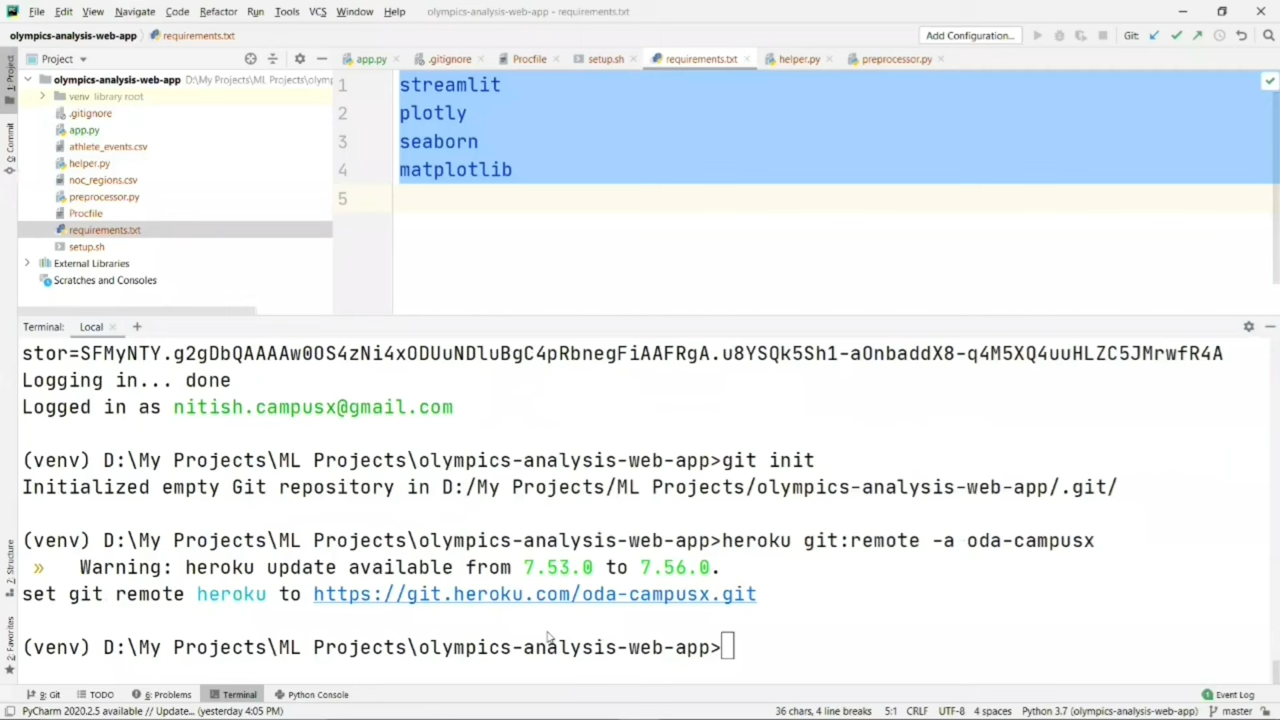 File Edit View Navigate Code Refactor Run Tools VCS Window Help olympics-analysis-web-app - requirements.txt
olympics-analysis-web-app requirements.txt Add Configuration... Git:
Project app.py .gitignore Procfile setup.sh requirements.txt helper.py preprocessor.py
1: Project
0: Commit
2: Structure
2: Favorites
olympics-analysis-web-app D:\My Projects\ML Projects\olymp
venv library root
.gitignore
app.py
athlete_events.csv
helper.py
noc_regions.csv
preprocessor.py
Procfile
requirements.txt
setup.sh
External Libraries
Scratches and Consoles
1 streamlit
2 plotly
3 seaborn
4 matplotlib
5
Terminal: Local +
stor=SFMyNTY.g2gDbQAAAAw0OS4zNi4xODUuNDluBgC4pRbnegFiAAFRgA.u8YSQk5Sh1-aOnbaddX8-q4M5XQ4uuHLZC5JMrwfR4A
Logging in... done
Logged in as nitish.campusx@gmail.com
(venv) D:\My Projects\ML Projects\olympics-analysis-web-app>git init
Initialized empty Git repository in D:/My Projects/ML Projects/olympics-analysis-web-app/.git/
(venv) D:\My Projects\ML Projects\olympics-analysis-web-app>heroku git:remote -a oda-campusx
» Warning: heroku update available from 7.53.0 to 7.56.0.
set git remote heroku to https://git.heroku.com/oda-campusx.git
(venv) D:\My Projects\ML Projects\olympics-analysis-web-app>
9: Git TODO 6: Problems Terminal Python Console Event Log
PyCharm 2020.2.5 available // Update... (yesterday 4:05 PM) 36 chars, 4 line breaks 5:1 CRLF UTF-8 4 spaces Python 3.7 (olympics-analysis-web-app) master